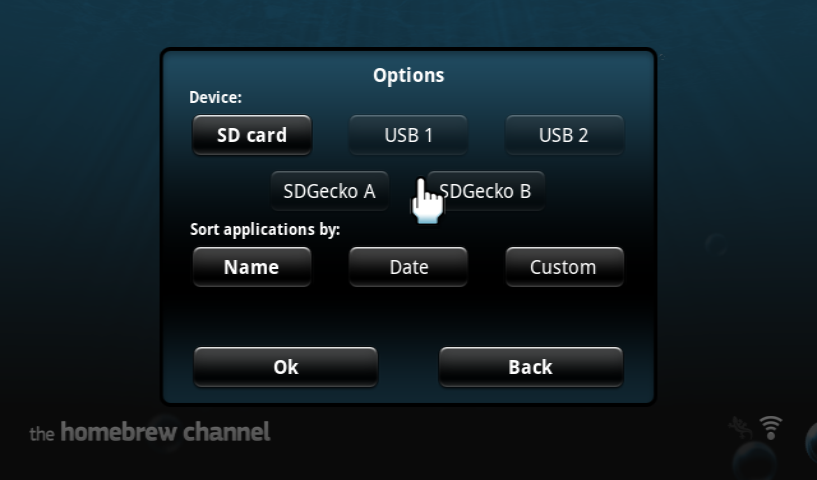 Options
Device:
SD card USB 1 USB 2
SDGecko A SDGecko B
Sort applications by:
Name Date Custom
Ok Back
the homebrew channel